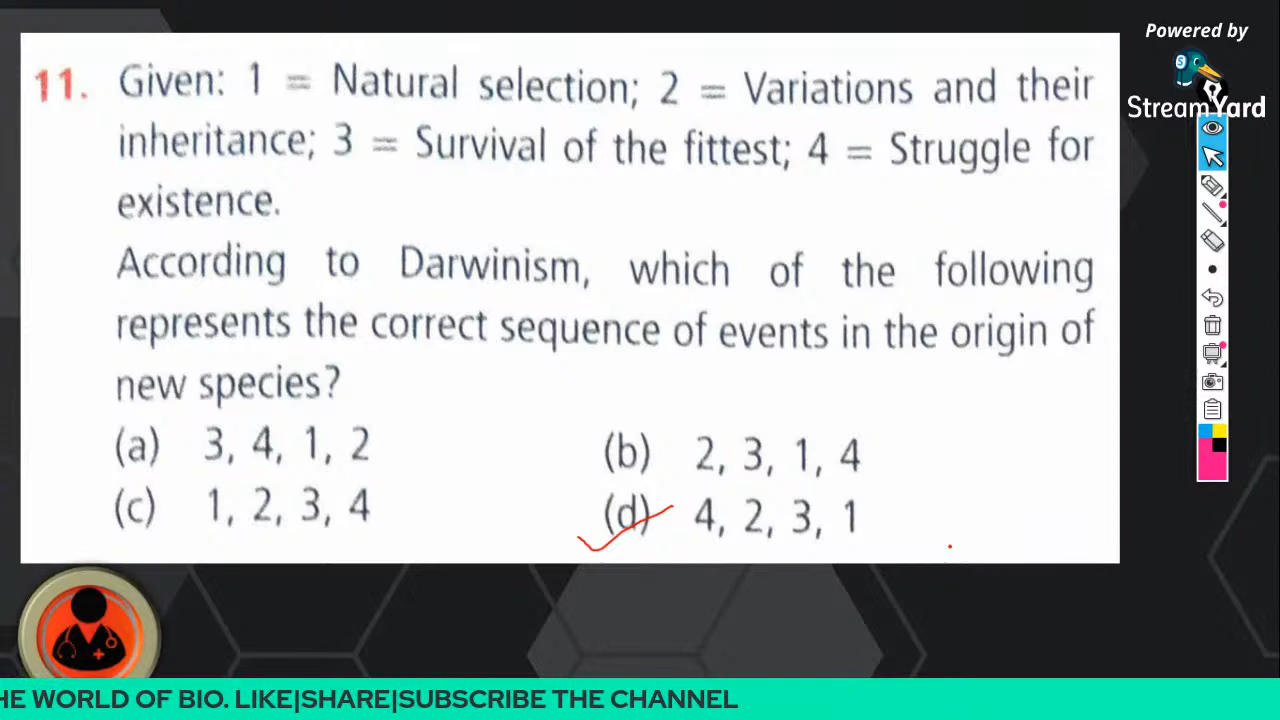 Powered by
StreamYard
11. Given: 1 = Natural selection; 2 = Variations and their
inheritance; 3 = Survival of the fittest; 4 = Struggle for
existence.
According to Darwinism, which of the following
represents the correct sequence of events in the origin of
new species?
(a) 3, 4, 1, 2 (b) 2, 3, 1, 4
(c) 1, 2, 3, 4 (d) 4, 2, 3, 1
HE WORLD OF BIO. LIKE|SHARE|SUBSCRIBE THE CHANNEL